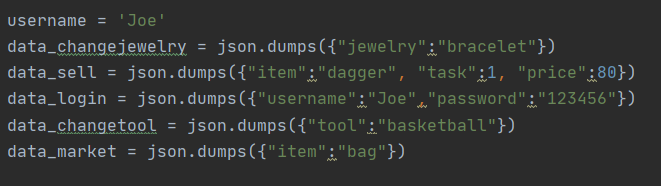 username = 'Joe'
data_changejewelry = json.dumps({"jewelry":"bracelet"})
data_sell = json.dumps({"item":"dagger", "task":1, "price":80})
data_login = json.dumps({"username":"Joe","password":"123456"})
data_changetool = json.dumps({"tool":"basketball"})
data_market = json.dumps({"item":"bag"})